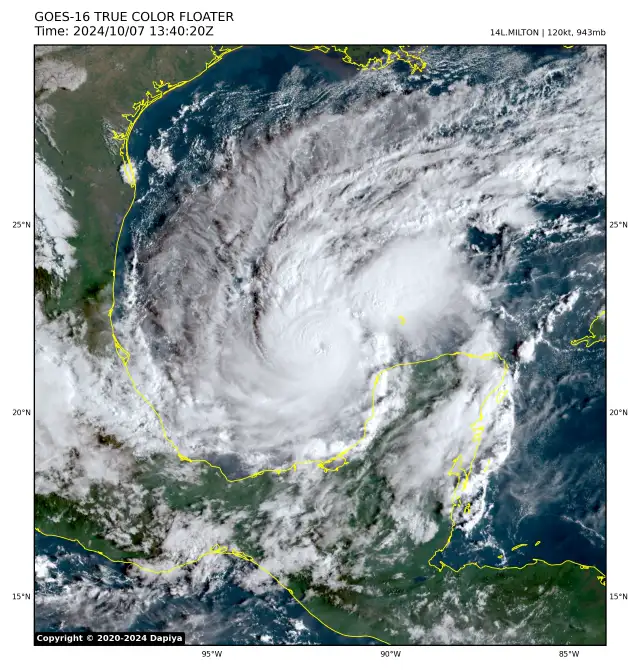 GOES-16 TRUE COLOR FLOATER
Time: 2024/10/07 13:40:20Z
14L.MILTON | 120kt, 943mb
25°N
25°N
20°N
20°N
15°N
15°N
Copyright © 2020-2024 Dapiya
95°W
90°W
85°W